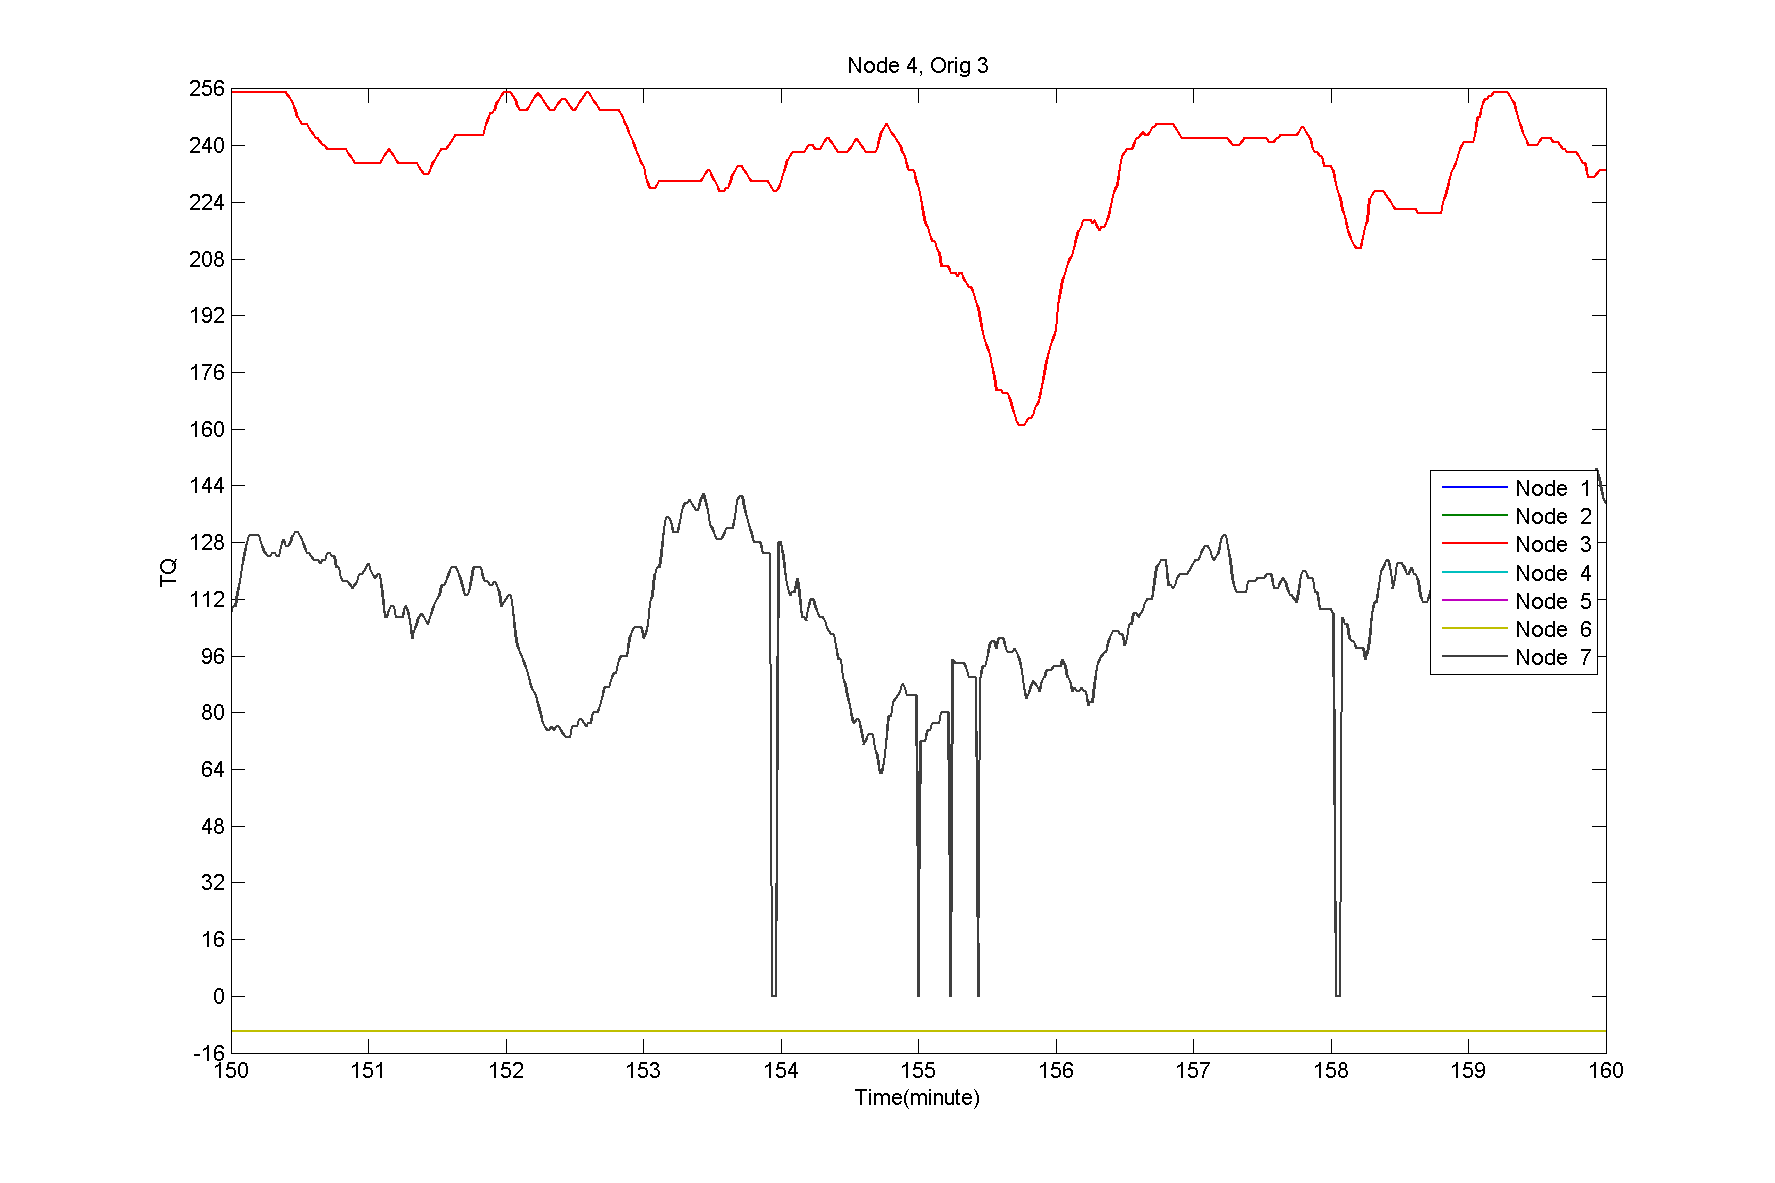 Node 4, Orig 3
256
240
224
208
192
176
160
144
128
112
96
80
64
48
32
16
0
-16
TQ
Node 1
Node 2
Node 3
Node 4
Node 5
Node 6
Node 7
150 151 152 153 154 155 156 157 158 159 160
Time(minute)